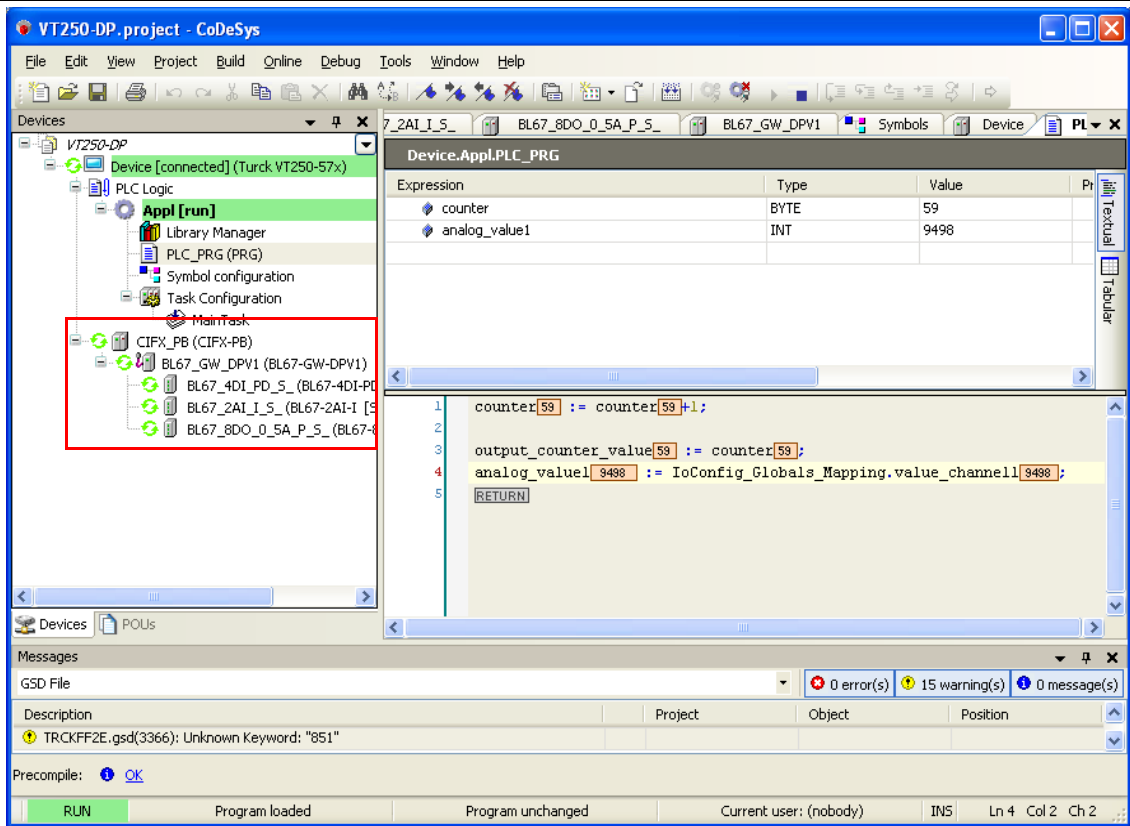 VT250-DP.project - CoDeSys
File Edit View Project Build Online Debug Tools Window Help
Devices
VT250-DP
Device [connected] (Turck VT250-57x)
PLC Logic
Appl [run]
Library Manager
PLC_PRG (PRG)
Symbol configuration
Task Configuration
MainTask
CIFX_PB (CIFX-PB)
BL67_GW_DPV1 (BL67-GW-DPV1)
BL67_4DI_PD_S_ (BL67-4DI-PD
BL67_2AI_I_S_ (BL67-2AI-I [S
BL67_8DO_0_5A_P_S_ (BL67-8
Devices POUs
7_2AI_I_S_ BL67_8DO_0_5A_P_S_ BL67_GW_DPV1 Symbols Device PL
Device.Appl.PLC_PRG
Expression Type Value Pr
counter BYTE 59
analog_value1 INT 9498
Textual
Tabular
1 counter 59 := counter 59 +1;
2
3 output_counter_value 59 := counter 59 ;
4 analog_value1 9498 := IoConfig_Globals_Mapping.value_channel1 9498 ;
5 RETURN
Messages
GSD File 0 error(s) 15 warning(s) 0 message(s)
Description Project Object Position
TRCKFF2E.gsd(3366): Unknown Keyword: "851"
Precompile: OK
RUN Program loaded Program unchanged Current user: (nobody) INS Ln 4 Col 2 Ch 2